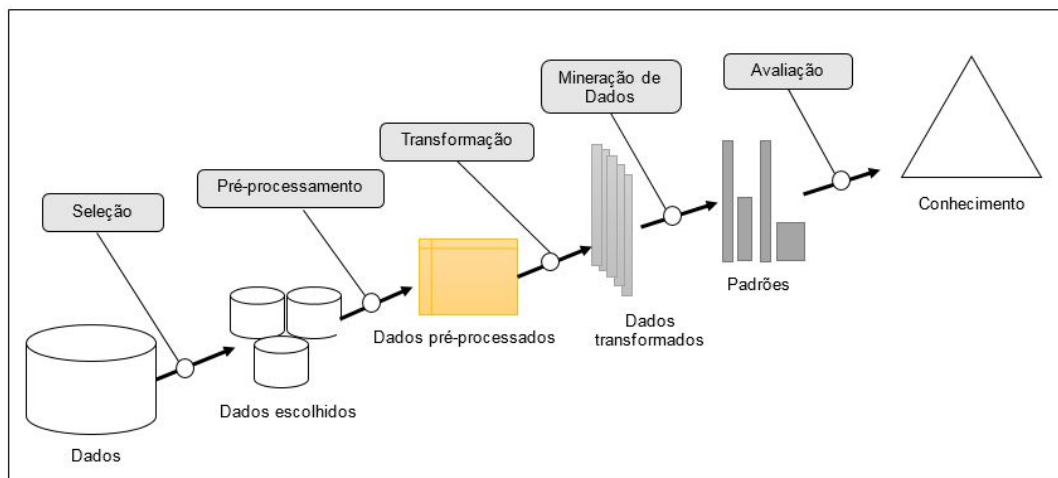 Mineração de
Dados
Avaliação
Transformação
Pré-processamento
Seleção
Conhecimento
Padrões
Dados
transformados
Dados pré-processados
Dados escolhidos
Dados